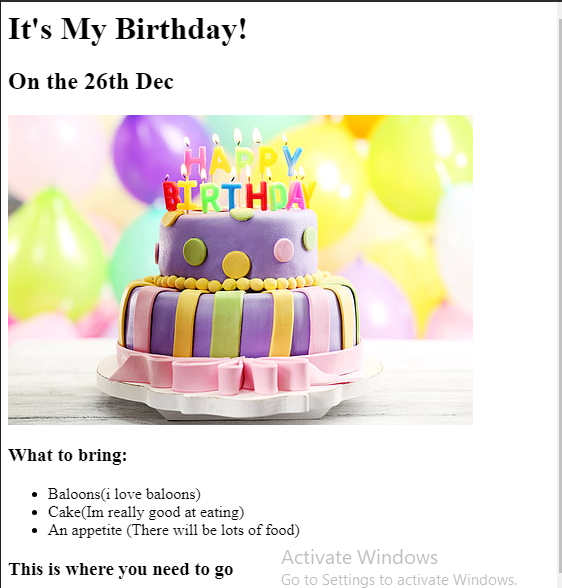 It's My Birthday!
On the 26th Dec
HAPPY
BIRTHDAY
What to bring:
Baloons(i love baloons)
Cake(Im really good at eating)
An appetite (There will be lots of food)
This is where you need to go
Activate Windows
Go to Settings to activate Windows.